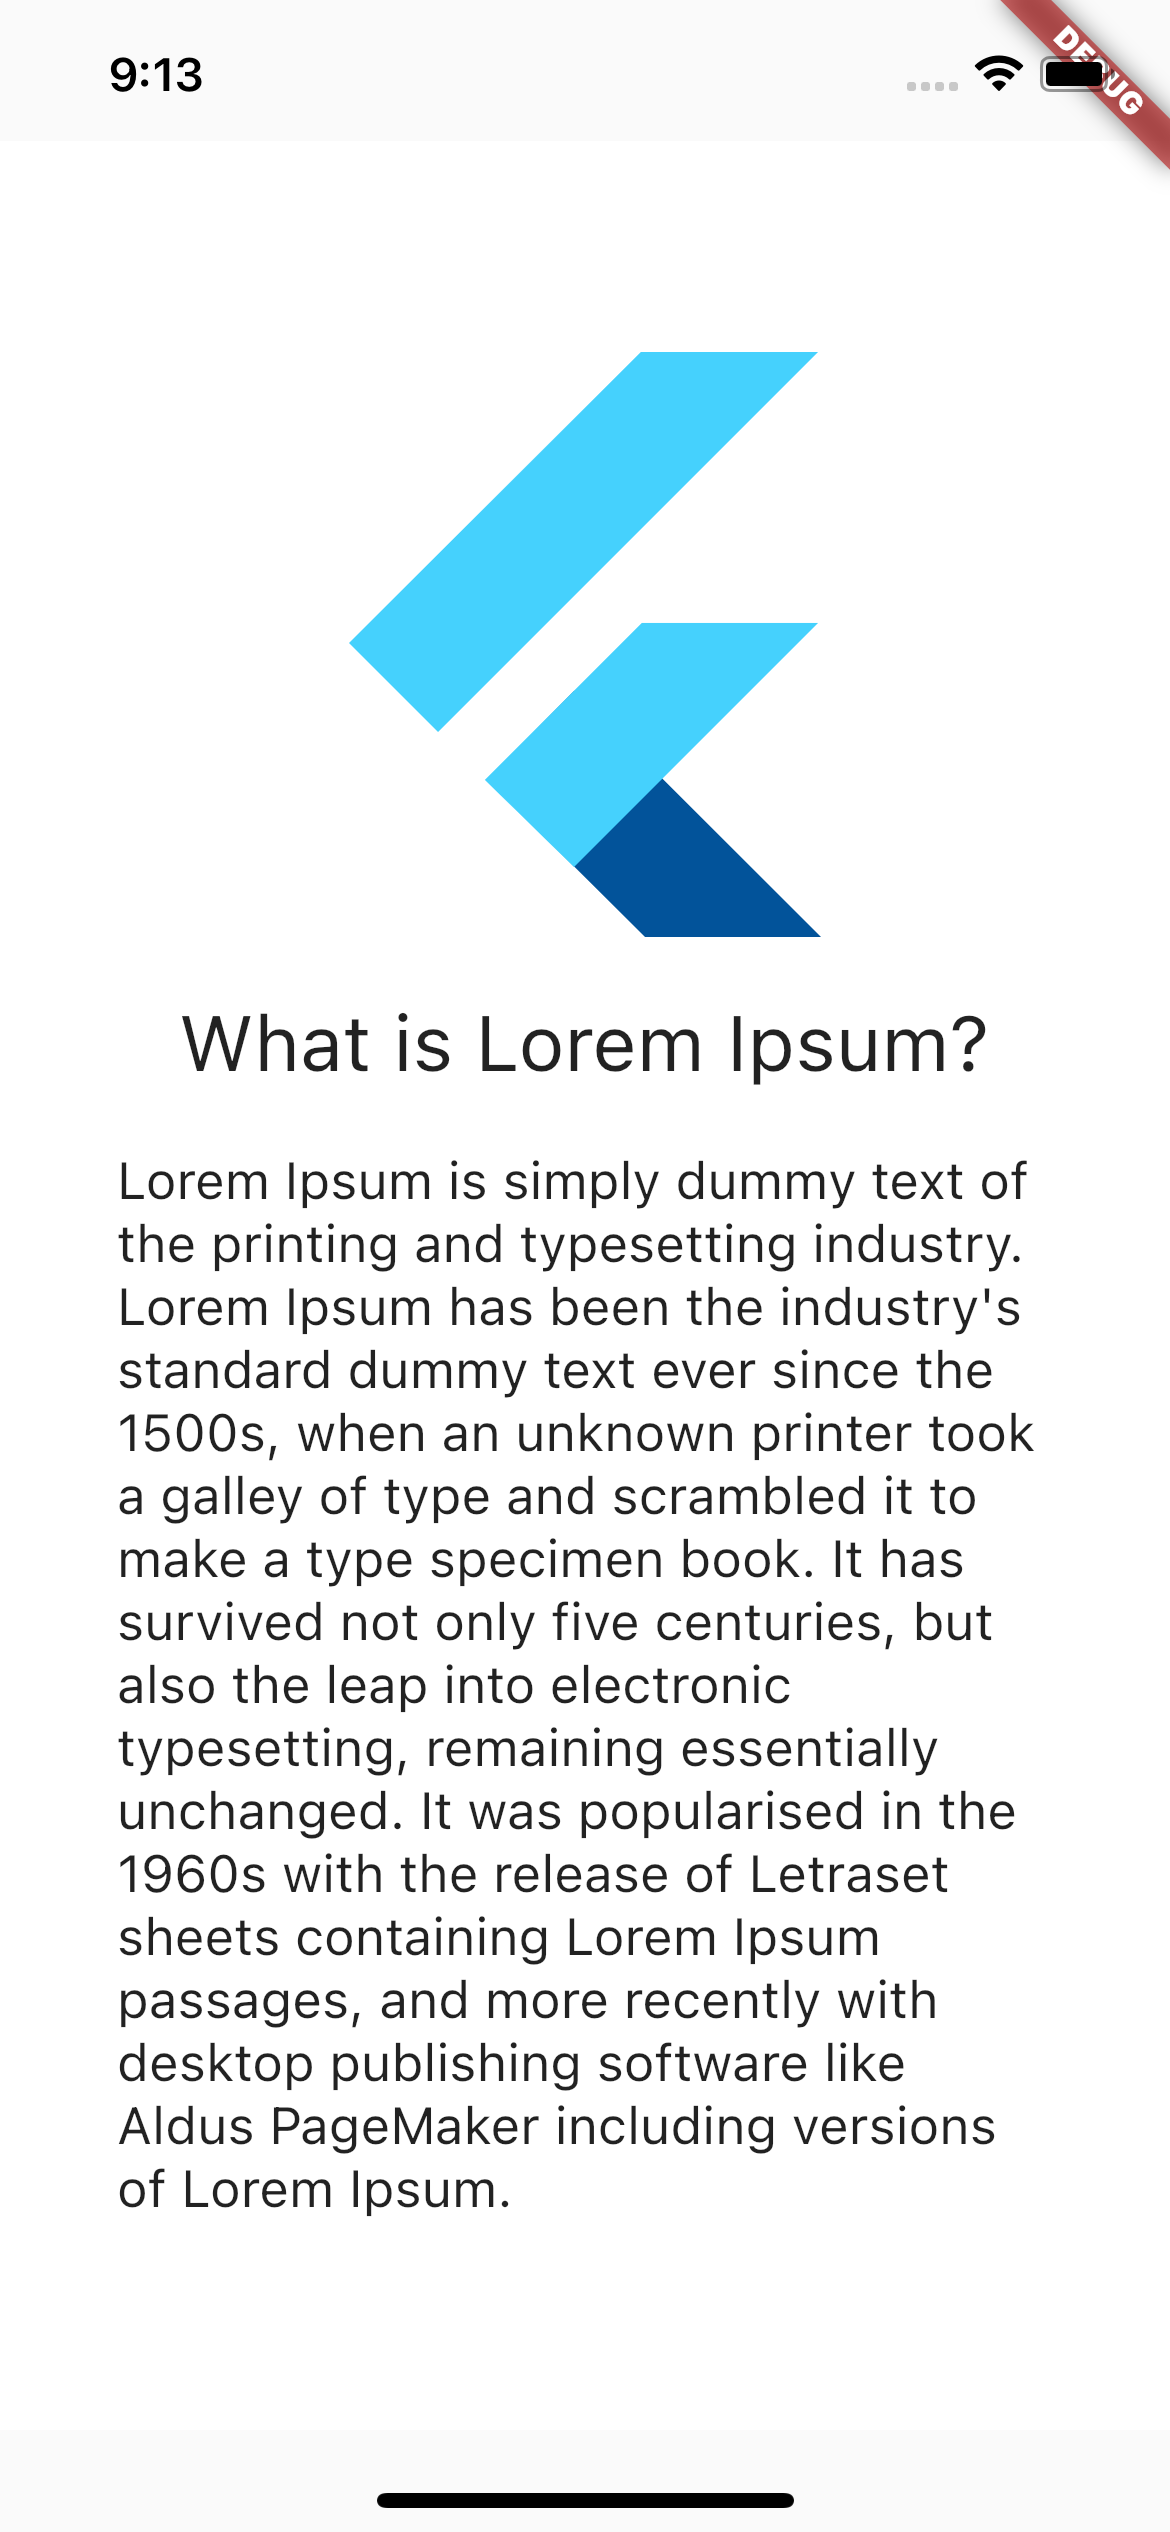 9:13
DEBUG
What is Lorem Ipsum?
Lorem Ipsum is simply dummy text of
the printing and typesetting industry.
Lorem Ipsum has been the industry's
standard dummy text ever since the
1500s, when an unknown printer took
a galley of type and scrambled it to
make a type specimen book. It has
survived not only five centuries, but
also the leap into electronic
typesetting, remaining essentially
unchanged. It was popularised in the
1960s with the release of Letraset
sheets containing Lorem Ipsum
passages, and more recently with
desktop publishing software like
Aldus PageMaker including versions
of Lorem Ipsum.